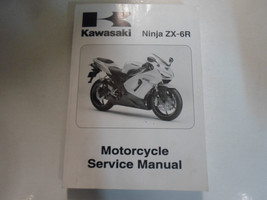 Kawasaki Ninja ZX-6R
Motorcycle
Service Manual